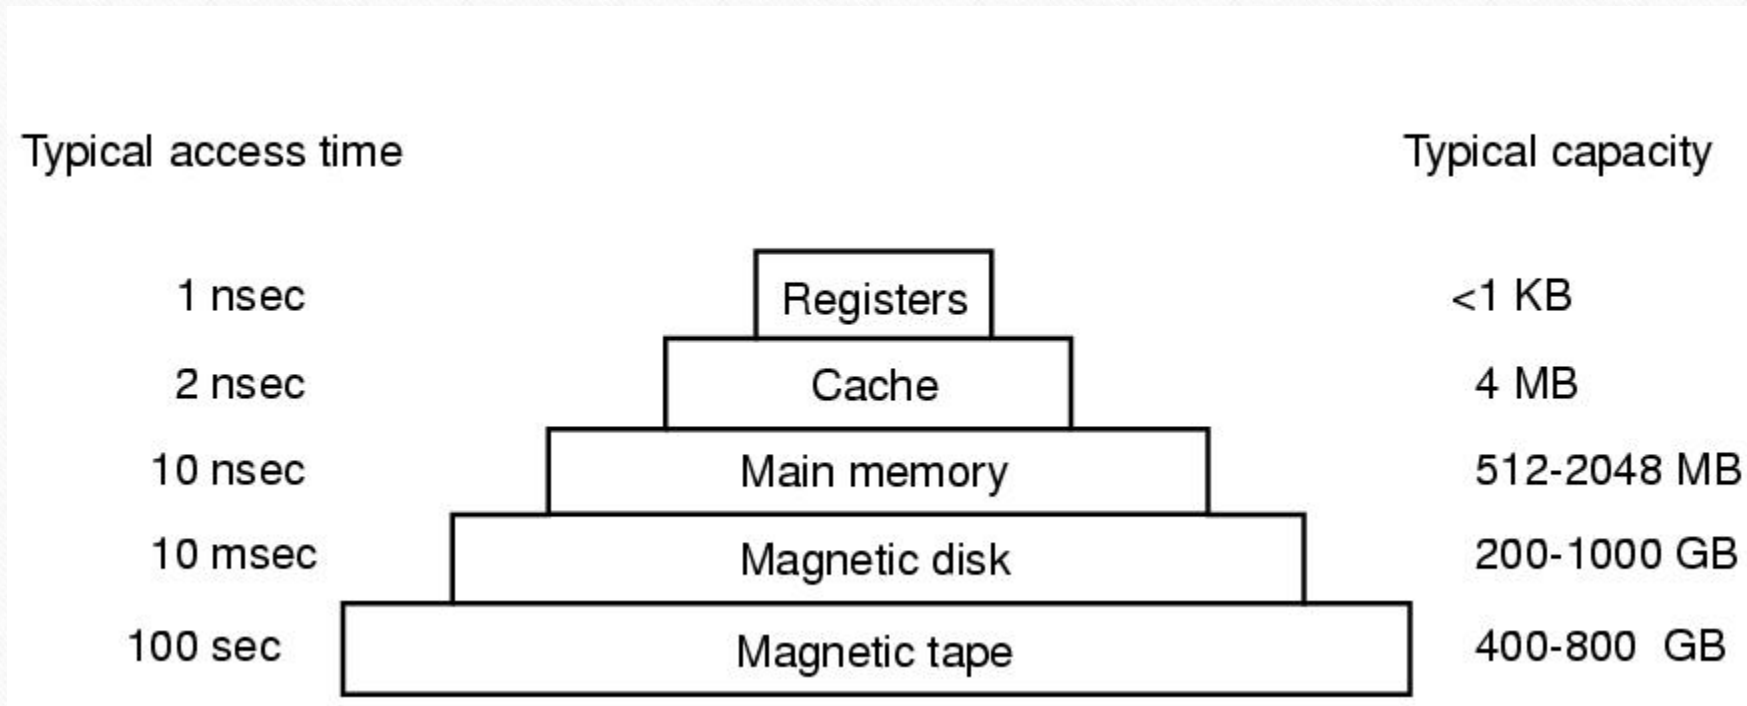 Typical access time Typical capacity
1 nsec Registers <1 KB
2 nsec Cache 4 MB
10 nsec Main memory 512-2048 MB
10 msec Magnetic disk 200-1000 GB
100 sec Magnetic tape 400-800 GB